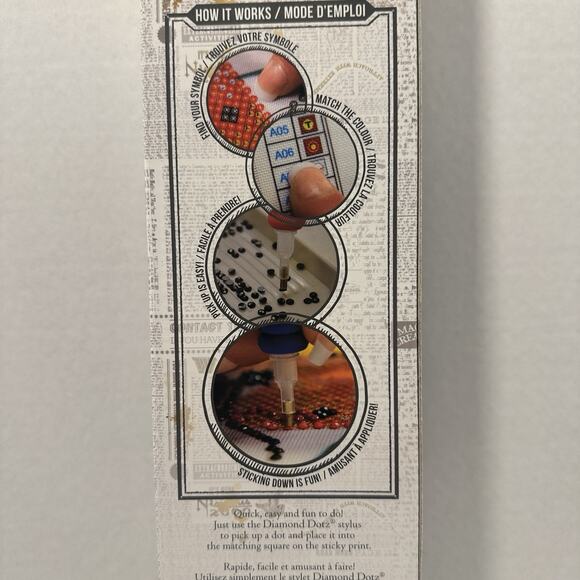 HOW IT WORKS / MODE D'EMPLOI
FIND YOUR SYMBOL / TROUVEZ VOTRE SYMBOLE
MATCH THE COLOUR / TROUVEZ LA COULEUR
A05
A06
PICK UP IS EASY! / FACILE À PRENDRE!
CONTACT
YOU HAVE
STICKING DOWN IS FUN! / AMUSANT À APPLIQUER!
Quick, easy and fun to do!
Just use the Diamond Dotz® stylus
to pick up a dot and place it into
the matching square on the sticky print.
Rapide, facile et amusant à faire!
Utilisez simplement le stylet Diamond Dotz®